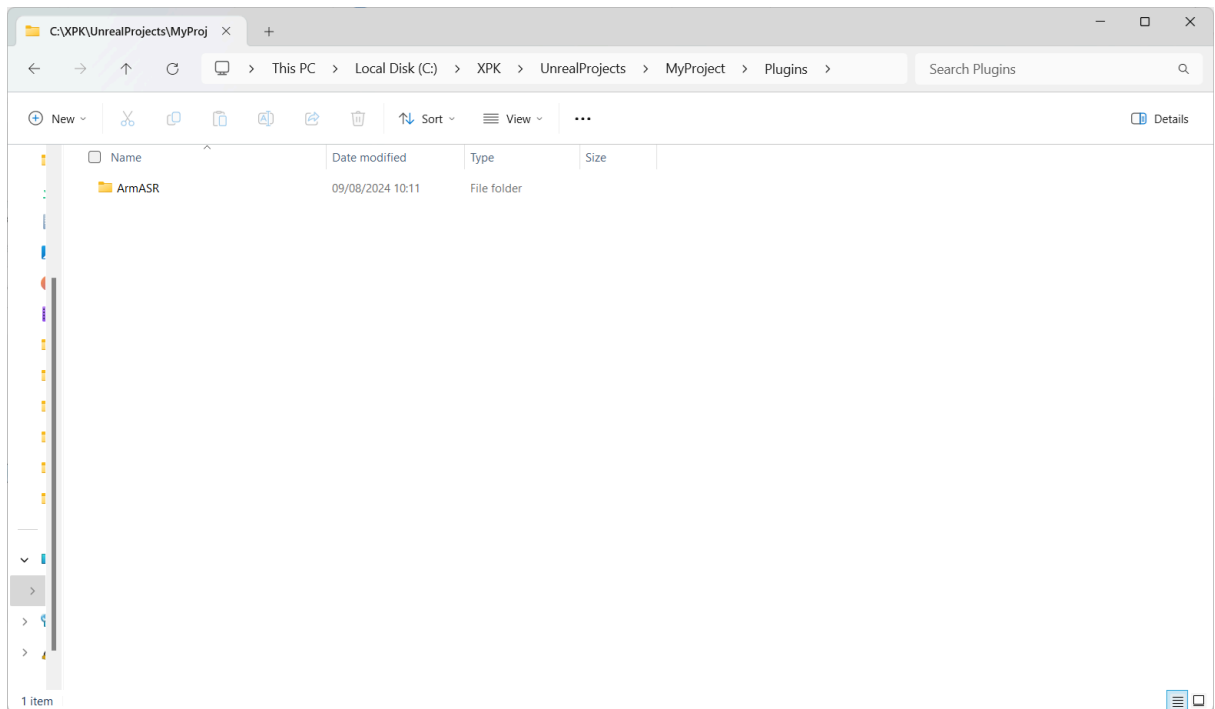 C:\XPK\UnrealProjects\MyProj
This PC > Local Disk (C:) > XPK > UnrealProjects > MyProject > Plugins >
Search Plugins
New
Sort
View
Details
Name
Date modified
Type
Size
ArmASR
09/08/2024 10:11
File folder
1 item